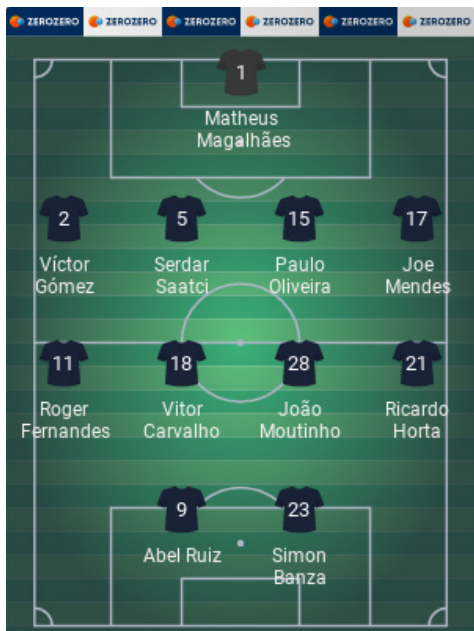 ZEROZERO ZEROZERO ZEROZERO ZEROZERO ZEROZERO ZEROZERO
1
Matheus
Magalhães
2 5 15 17
Víctor Serdar Paulo Joe
Gómez Saatci Oliveira Mendes
11 18 28 21
Roger Vitor João Ricardo
Fernandes Carvalho Moutinho Horta
9 23
Abel Ruiz Simon
Banza